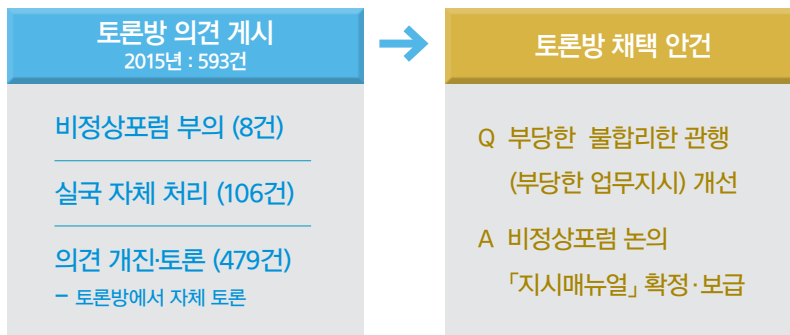 토론방 의견 게시
2015년 : 593건
비정상포럼 부의 (8건)
실국 자체 처리 (106건)
의견 개진·토론 (479건)
– 토론방에서 자체 토론
토론방 채택 안건
Q 부당한 불합리한 관행
(부당한 업무지시) 개선
A 비정상포럼 논의
「지시매뉴얼」 확정·보급